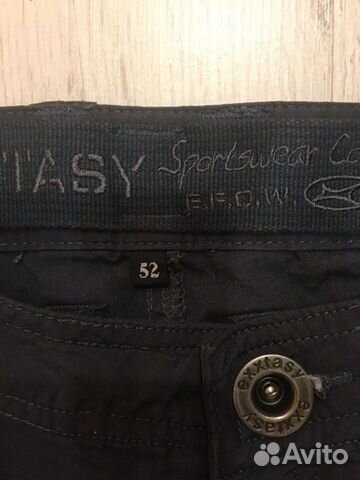 TASY Sportswear Co
E.F.D.W.
52
exxtasy
exxtasy
Avito